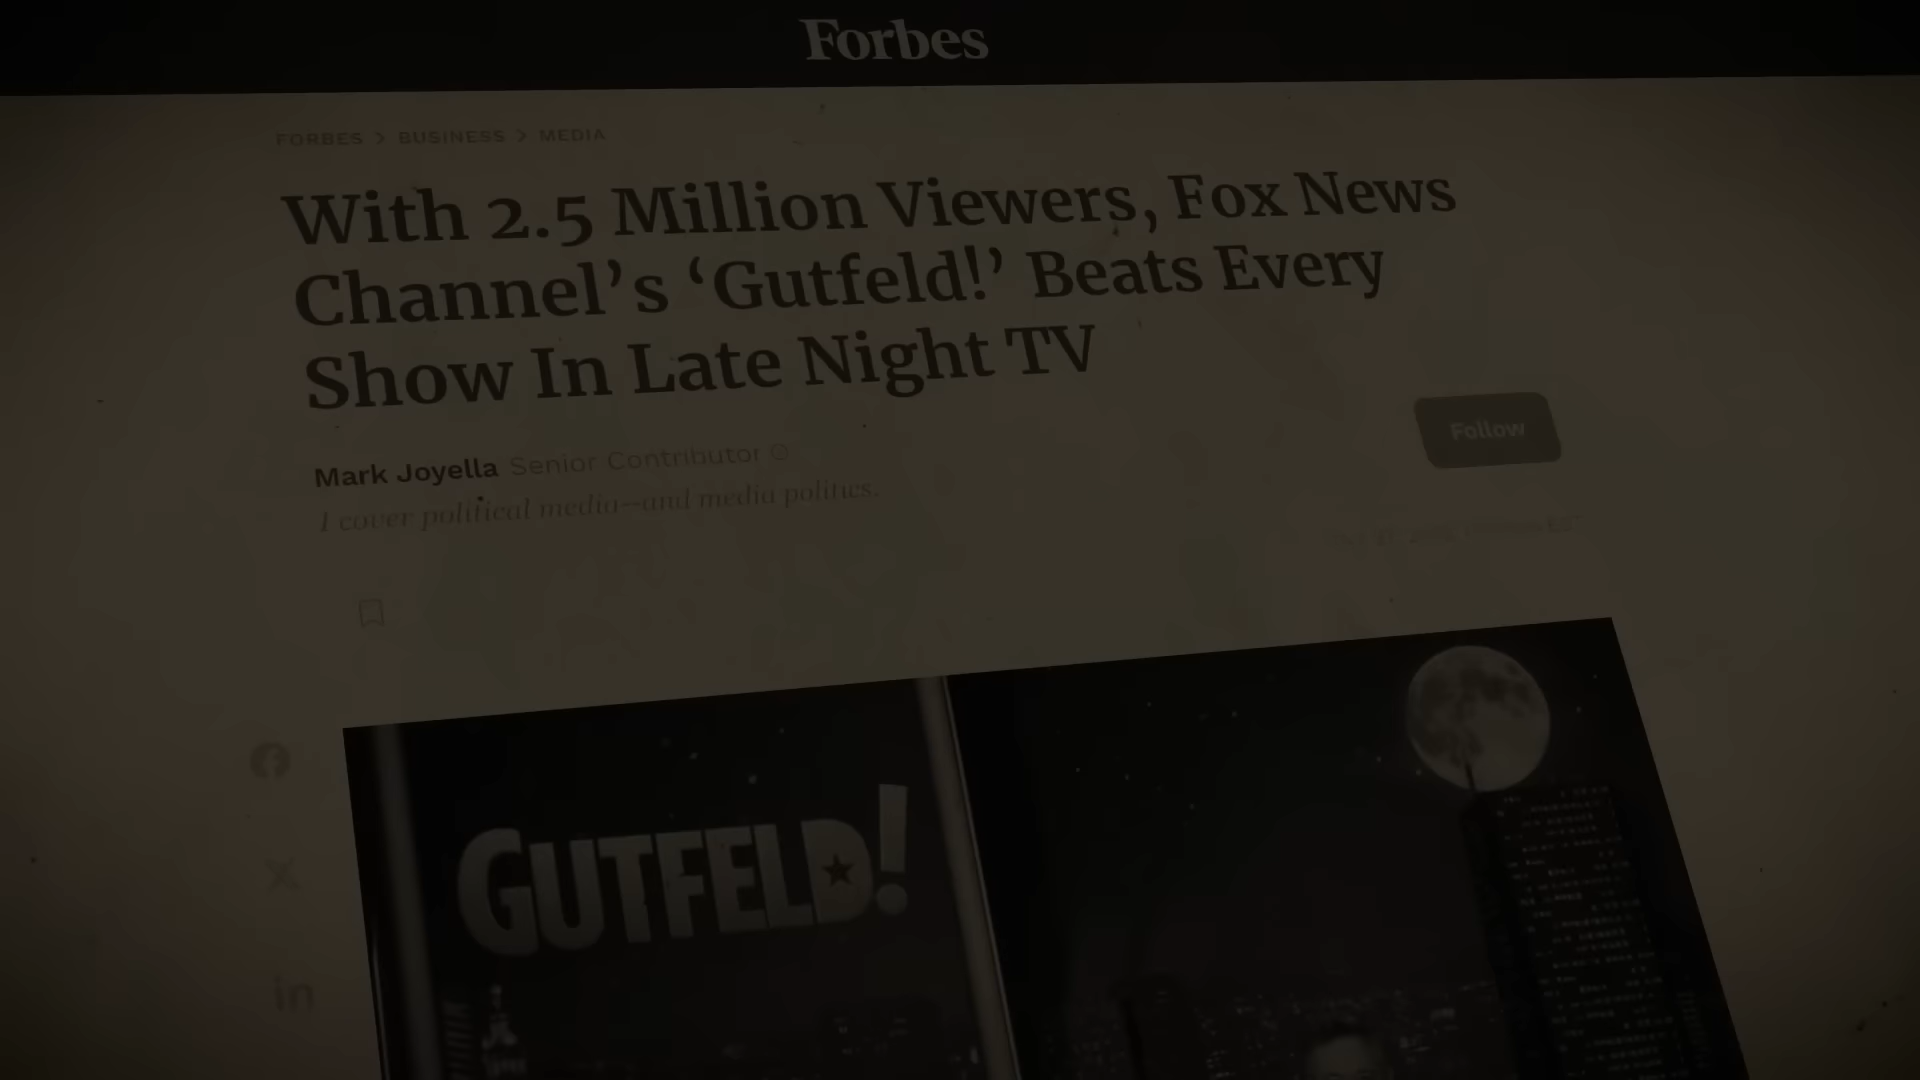 Forbes
FORBES > BUSINESS > MEDIA
With 2.5 Million Viewers, Fox News
Channel’s ‘Gutfeld!’ Beats Every
Show In Late Night TV
Mark Joyella Senior Contributor
Follow
I cover political media—and media politics.
GUTFELD!